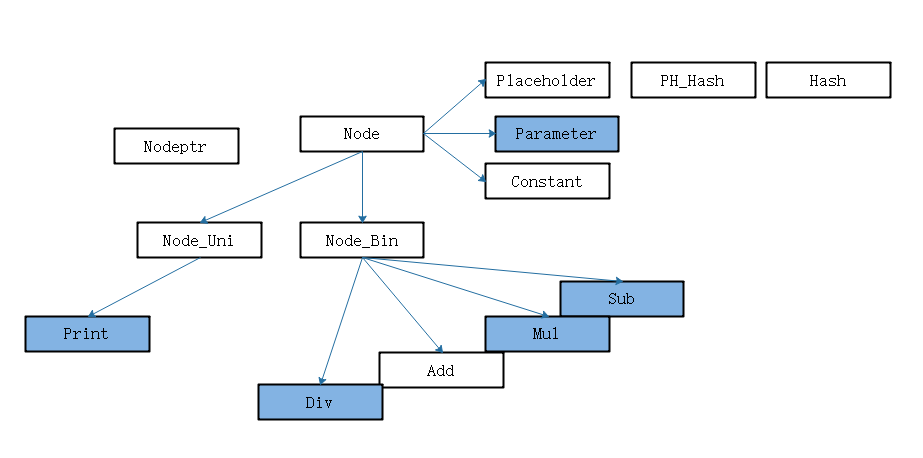 Placeholder
PH_Hash
Hash
Node
Parameter
Nodeptr
Constant
Node_Uni
Node_Bin
Sub
Print
Mul
Add
Div